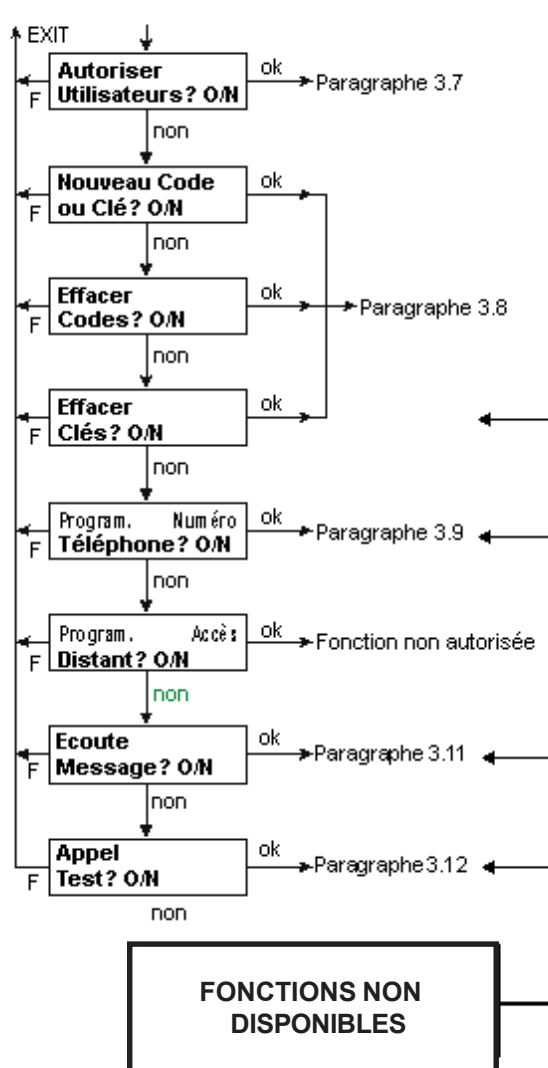 EXIT
Autoriser
Utilisateurs? O/N
ok
Paragraphe 3.7
F
non
Nouveau Code
ou Clé? O/N
ok
F
non
Effacer
Codes? O/N
ok
Paragraphe 3.8
F
non
Effacer
Clés? O/N
ok
F
non
Program. Numéro
Téléphone? O/N
ok
Paragraphe 3.9
F
non
Program. Accès
Distant? O/N
ok
Fonction non autorisée
F
non
Ecoute
Message? O/N
ok
Paragraphe 3.11
F
non
Appel
Test? O/N
ok
Paragraphe 3.12
F
non
FONCTIONS NON
DISPONIBLES